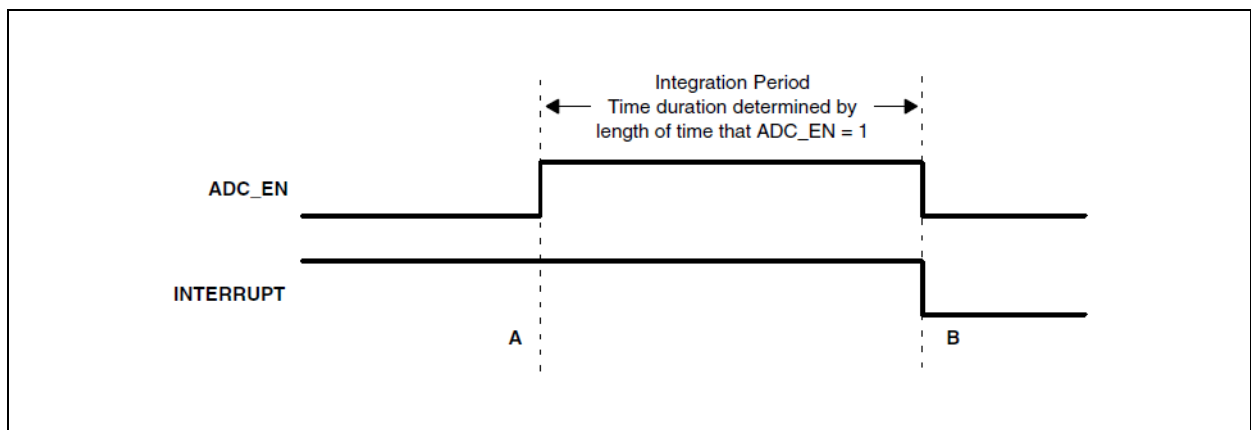 Integration Period
Time duration determined by
length of time that ADC_EN = 1
ADC_EN
INTERRUPT
A
B